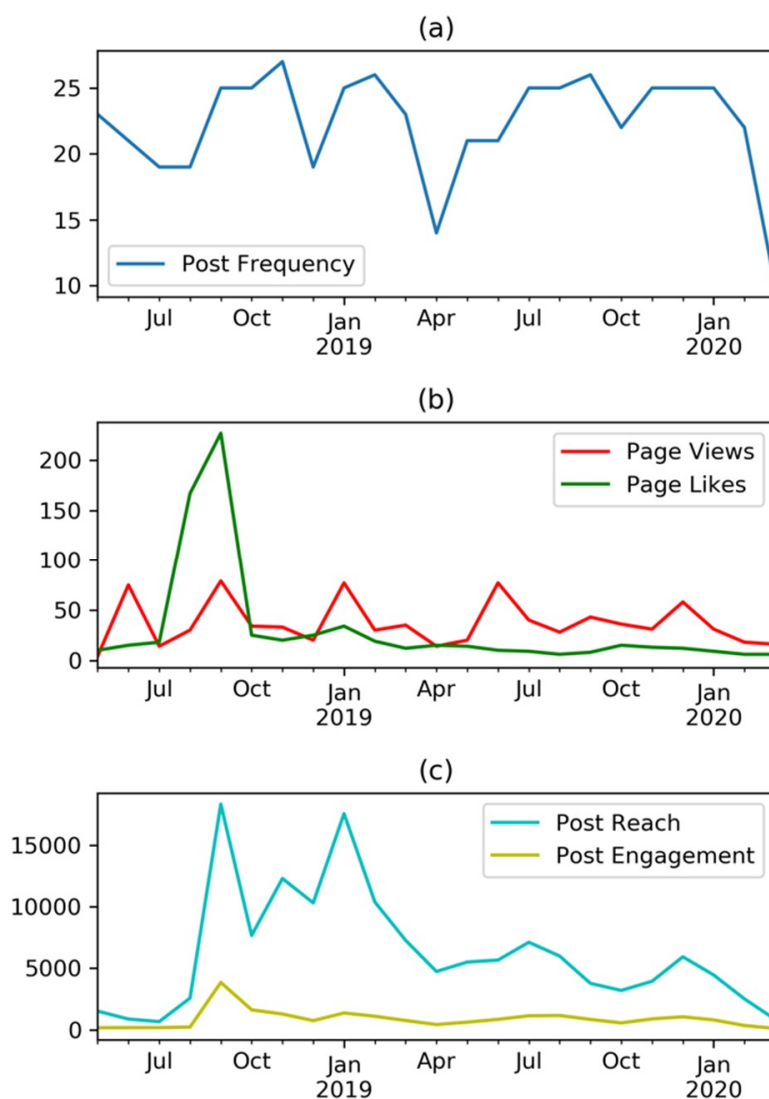 (a)
25
20
15
10
Post Frequency
Jul Oct Jan Apr Jul Oct Jan
2019 2020
(b)
200
150
100
50
0
Page Views
Page Likes
Jul Oct Jan Apr Jul Oct Jan
2019 2020
(c)
15000
10000
5000
0
Post Reach
Post Engagement
Jul Oct Jan Apr Jul Oct Jan
2019 2020